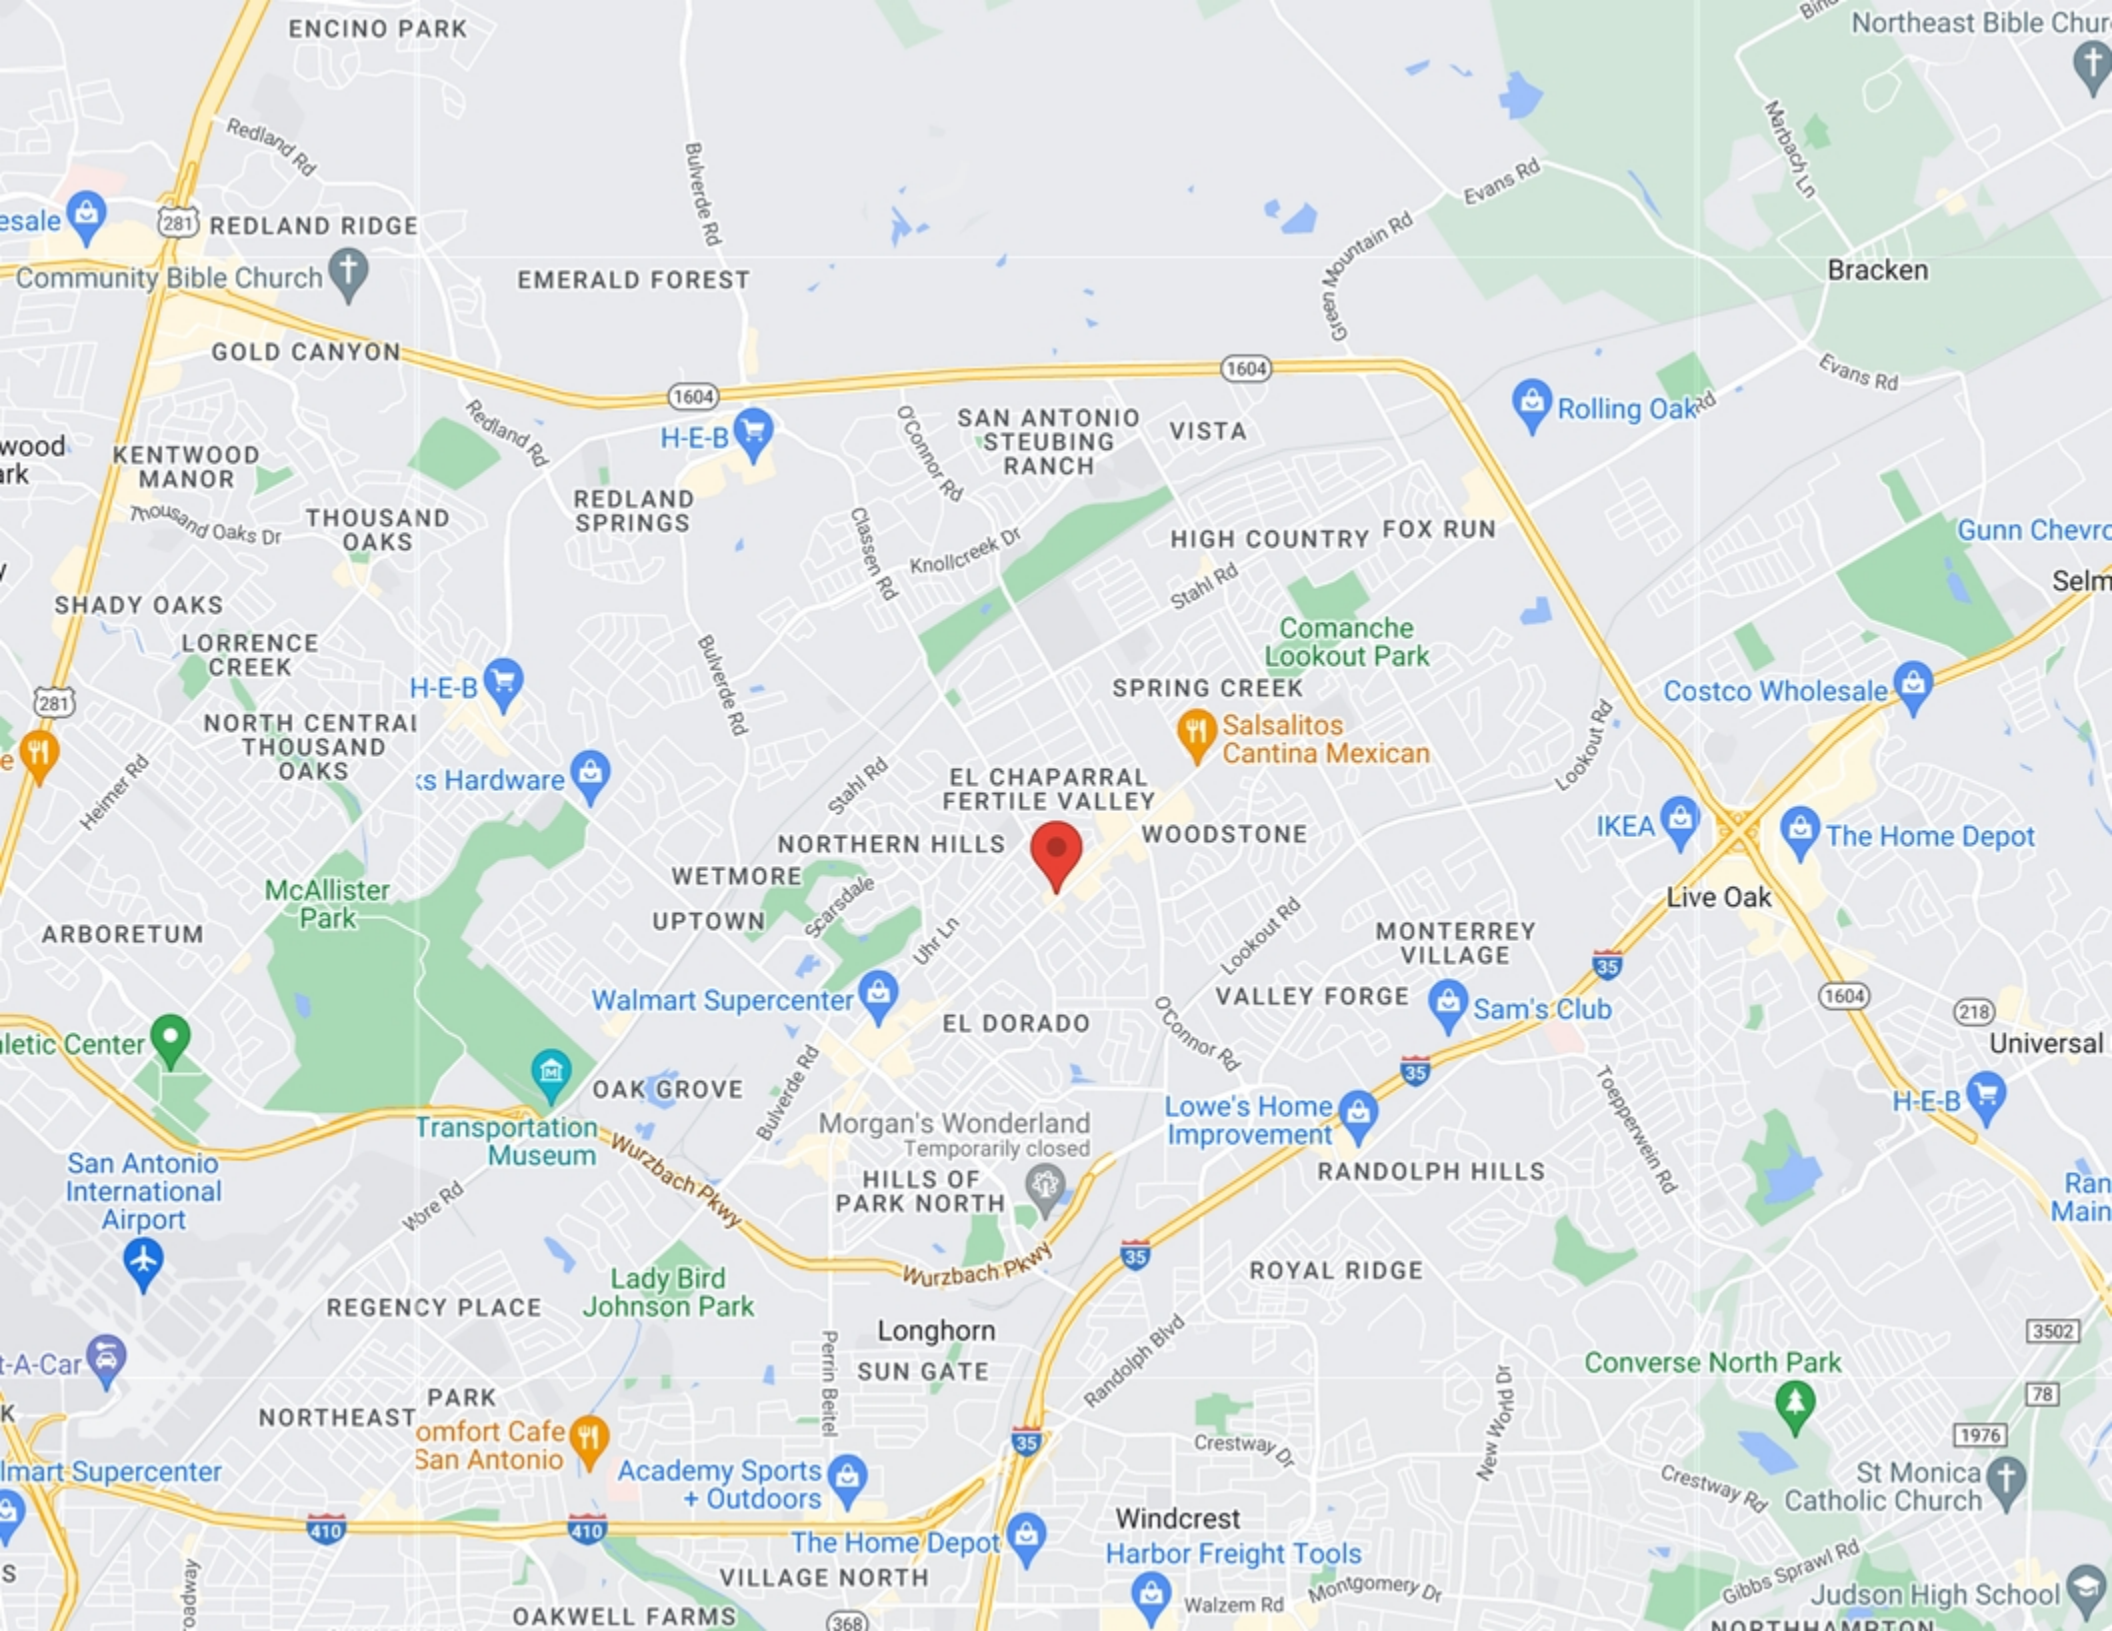 ENCINO PARK
Northeast Bible Chur
Redland Rd
Bulverde Rd
Marbach Ln
Evans Rd
esale
281
REDLAND RIDGE
Green Mountain Rd
Community Bible Church
EMERALD FOREST
Bracken
GOLD CANYON
1604
1604
Evans Rd
Redland Rd
H-E-B
O'Connor Rd
SAN ANTONIO
STEUBING
RANCH
VISTA
Rolling Oak
Rd
wood
ark
KENTWOOD
MANOR
Thousand Oaks Dr
THOUSAND
OAKS
REDLAND
SPRINGS
Classen Rd
Knollcreek Dr
HIGH COUNTRY
FOX RUN
Gunn Chevro
y
Stahl Rd
Selm
SHADY OAKS
LORRENCE
CREEK
Comanche
Lookout Park
H-E-B
Bulverde Rd
SPRING CREEK
Costco Wholesale
281
NORTH CENTRAL
THOUSAND
OAKS
Salsalitos
Cantina Mexican
Lookout Rd
e
Heimer Rd
ks Hardware
Stahl Rd
EL CHAPARRAL
FERTILE VALLEY
NORTHERN HILLS
WOODSTONE
IKEA
The Home Depot
McAllister
Park
WETMORE
Scarsdale
Live Oak
ARBORETUM
UPTOWN
Uhr Ln
Lookout Rd
MONTERREY
VILLAGE
35
Walmart Supercenter
VALLEY FORGE
Sam's Club
1604
218
EL DORADO
O'Connor Rd
Universal
hletic Center
35
Toepperwein Rd
OAK GROVE
Bulverde Rd
Lowe's Home
Improvement
H-E-B
Transportation
Museum
Wurzbach Pkwy
Morgan's Wonderland
Temporarily closed
San Antonio
International
Airport
HILLS OF
PARK NORTH
RANDOLPH HILLS
Ran
Main
35
Wurzbach Pkwy
ROYAL RIDGE
Lady Bird
Johnson Park
REGENCY PLACE
Longhorn
SUN GATE
Perrin Beitel
Randolph Blvd
3502
t-A-Car
Converse North Park
New World Dr
78
K
PARK
NORTHEAST
omfort Cafe
San Antonio
35
Crestway Dr
1976
lmart Supercenter
Academy Sports
+ Outdoors
Crestway Rd
St Monica
Catholic Church
410
410
The Home Depot
Windcrest
Harbor Freight Tools
S
roadway
VILLAGE NORTH
Walzem Rd
Montgomery Dr
Gibbs Sprawl Rd
Judson High School
OAKWELL FARMS
368
NORTHHAMPTON